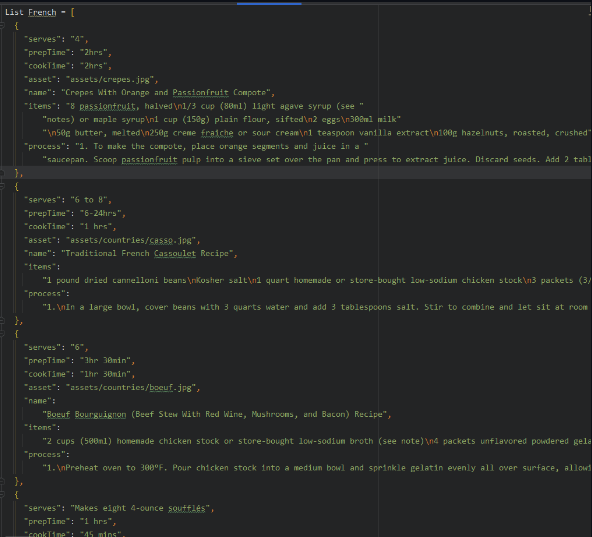 List French = [
{
"serves": "4",
"prepTime": "2hrs",
"cookTime": "2hrs",
"asset": "assets/crepes.jpg",
"name": "Crepes With Orange and Passionfruit Compote",
"items": "8 passionfruit, halved\n1/3 cup (80ml) light agave syrup (see "
"notes) or maple syrup\n1 cup (150g) plain flour, sifted\n2 eggs\n300ml milk"
"\n50g butter, melted\n250g creme fraiche or sour cream\n1 teaspoon vanilla extract\n100g hazelnuts, roasted, crushed"
"process": "1. To make the compote, place orange segments and juice in a "
"saucepan. Scoop passionfruit pulp into a sieve set over the pan and press to extract juice. Discard seeds. Add 2 tabl
},
{
"serves": "6 to 8",
"prepTime": "6-24hrs",
"cookTime": "1 hrs",
"asset": "assets/countries/casso.jpg",
"name": "Traditional French Cassoulet Recipe",
"items":
"1 pound dried cannelloni beans\nKosher salt\n1 quart homemade or store-bought low-sodium chicken stock\n3 packets (3/
"process":
"1.\nIn a large bowl, cover beans with 3 quarts water and add 3 tablespoons salt. Stir to combine and let sit at room
},
{
"serves": "6",
"prepTime": "3hr 30min",
"cookTime": "1hr 30min",
"asset": "assets/countries/boeuf.jpg",
"name":
"Boeuf Bourguignon (Beef Stew With Red Wine, Mushrooms, and Bacon) Recipe",
"items":
"2 cups (500ml) homemade chicken stock or store-bought low-sodium broth (see note)\n4 packets unflavored powdered gela
"process":
"1.\nPreheat oven to 300°F. Pour chicken stock into a medium bowl and sprinkle gelatin evenly all over surface, allowi
},
{
"serves": "Makes eight 4-ounce soufflés",
"prepTime": "1 hrs",
"cookTime": "45 mins",